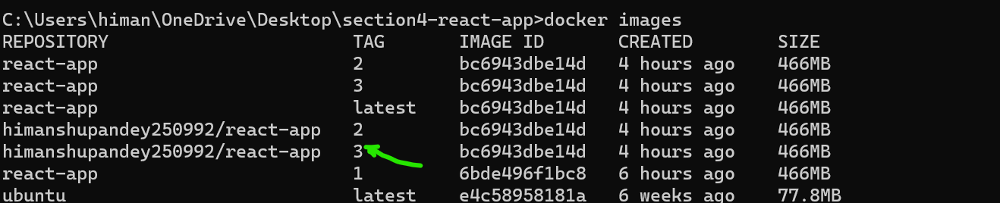 C:\Users\himan\OneDrive\Desktop\section4-react-app>docker images
REPOSITORY TAG IMAGE ID CREATED SIZE
react-app 2 bc6943dbe14d 4 hours ago 466MB
react-app 3 bc6943dbe14d 4 hours ago 466MB
react-app latest bc6943dbe14d 4 hours ago 466MB
himanshupandey250992/react-app 2 bc6943dbe14d 4 hours ago 466MB
himanshupandey250992/react-app 3 bc6943dbe14d 4 hours ago 466MB
react-app 1 6bde496f1bc8 6 hours ago 466MB
ubuntu latest e4c58958181a 6 weeks ago 77.8MB